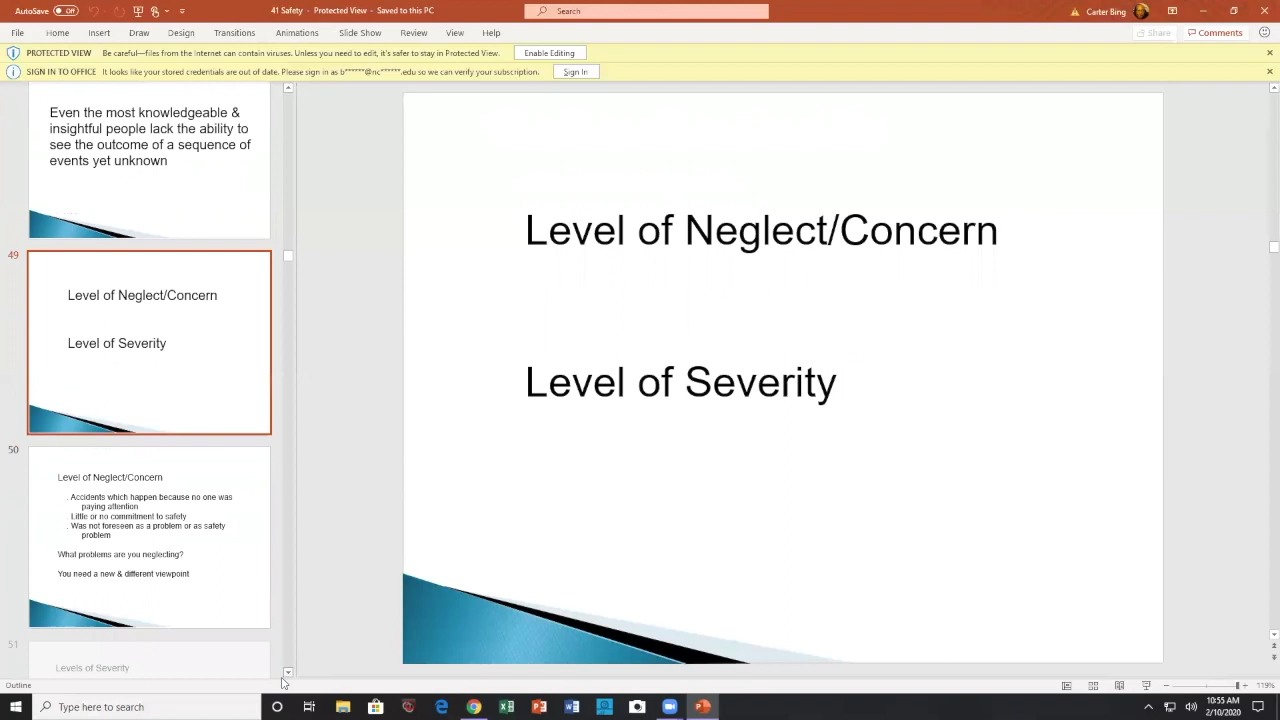 AutoSave Off 41 Safety - Protected View - Saved to this PC Search Carter Bing
File Home Insert Draw Design Transitions Animations Slide Show Review View Help Share Comments
PROTECTED VIEW Be careful—files from the Internet can contain viruses. Unless you need to edit, it's safer to stay in Protected View. Enable Editing
SIGN IN TO OFFICE It looks like your stored credentials are out of date. Please sign in as b******@nc******.edu so we can verify your subscription. Sign In
Even the most knowledgeable &
insightful people lack the ability to
see the outcome of a sequence of
events yet unknown
49
Level of Neglect/Concern
Level of Severity
50
Level of Neglect/Concern
. Accidents which happen because no one was
paying attention
. Little or no commitment to safety
. Was not foreseen as a problem or as safety
problem
What problems are you neglecting?
You need a new & different viewpoint
51
Levels of Severity
Level of Neglect/Concern
Level of Severity
Outline
119%
Type here to search
10:55 AM
2/10/2020